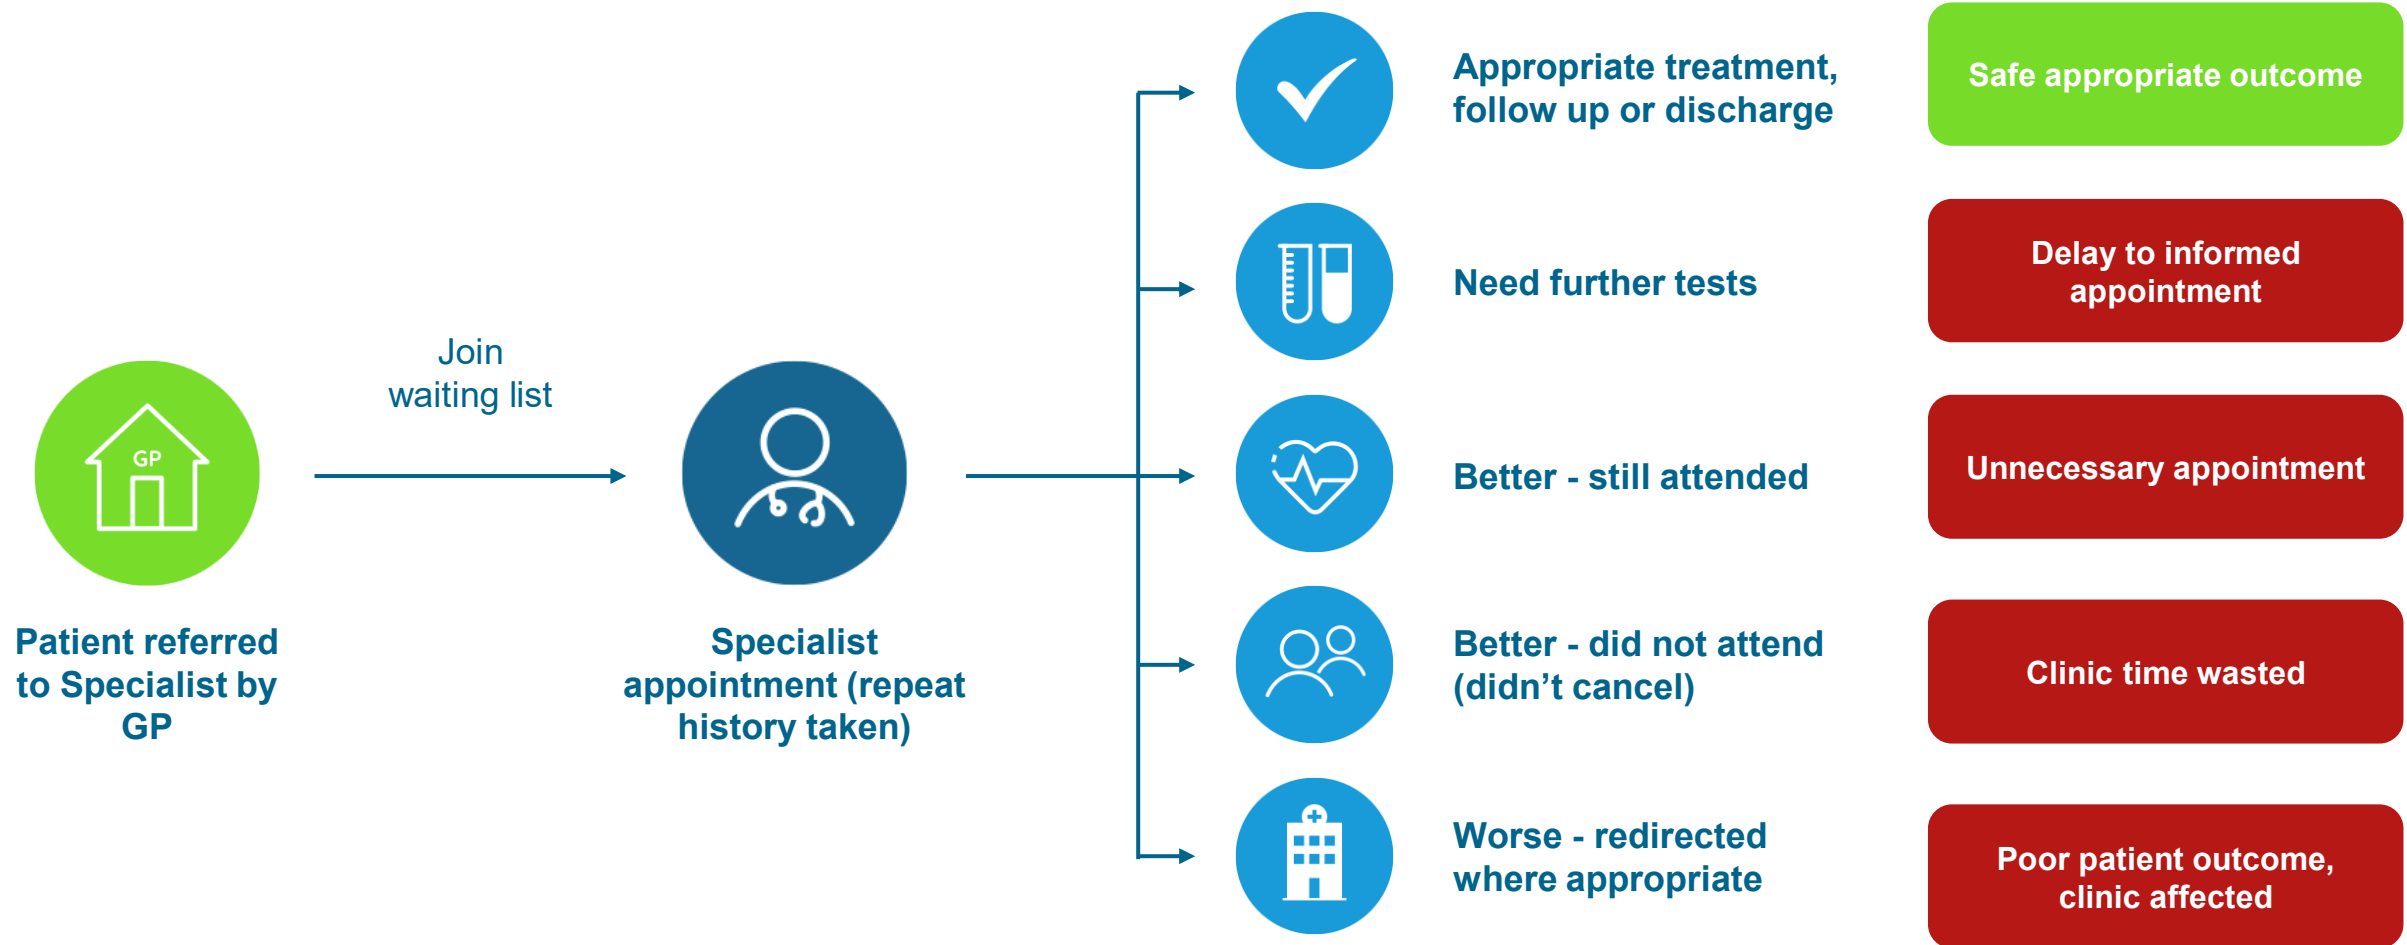 GP
Patient referred
to Specialist by
GP
Join
waiting list
Specialist
appointment (repeat
history taken)
Appropriate treatment,
follow up or discharge
Safe appropriate outcome
Need further tests
Delay to informed
appointment
Better - still attended
Unnecessary appointment
Better - did not attend
(didn’t cancel)
Clinic time wasted
Worse - redirected
where appropriate
Poor patient outcome,
clinic affected